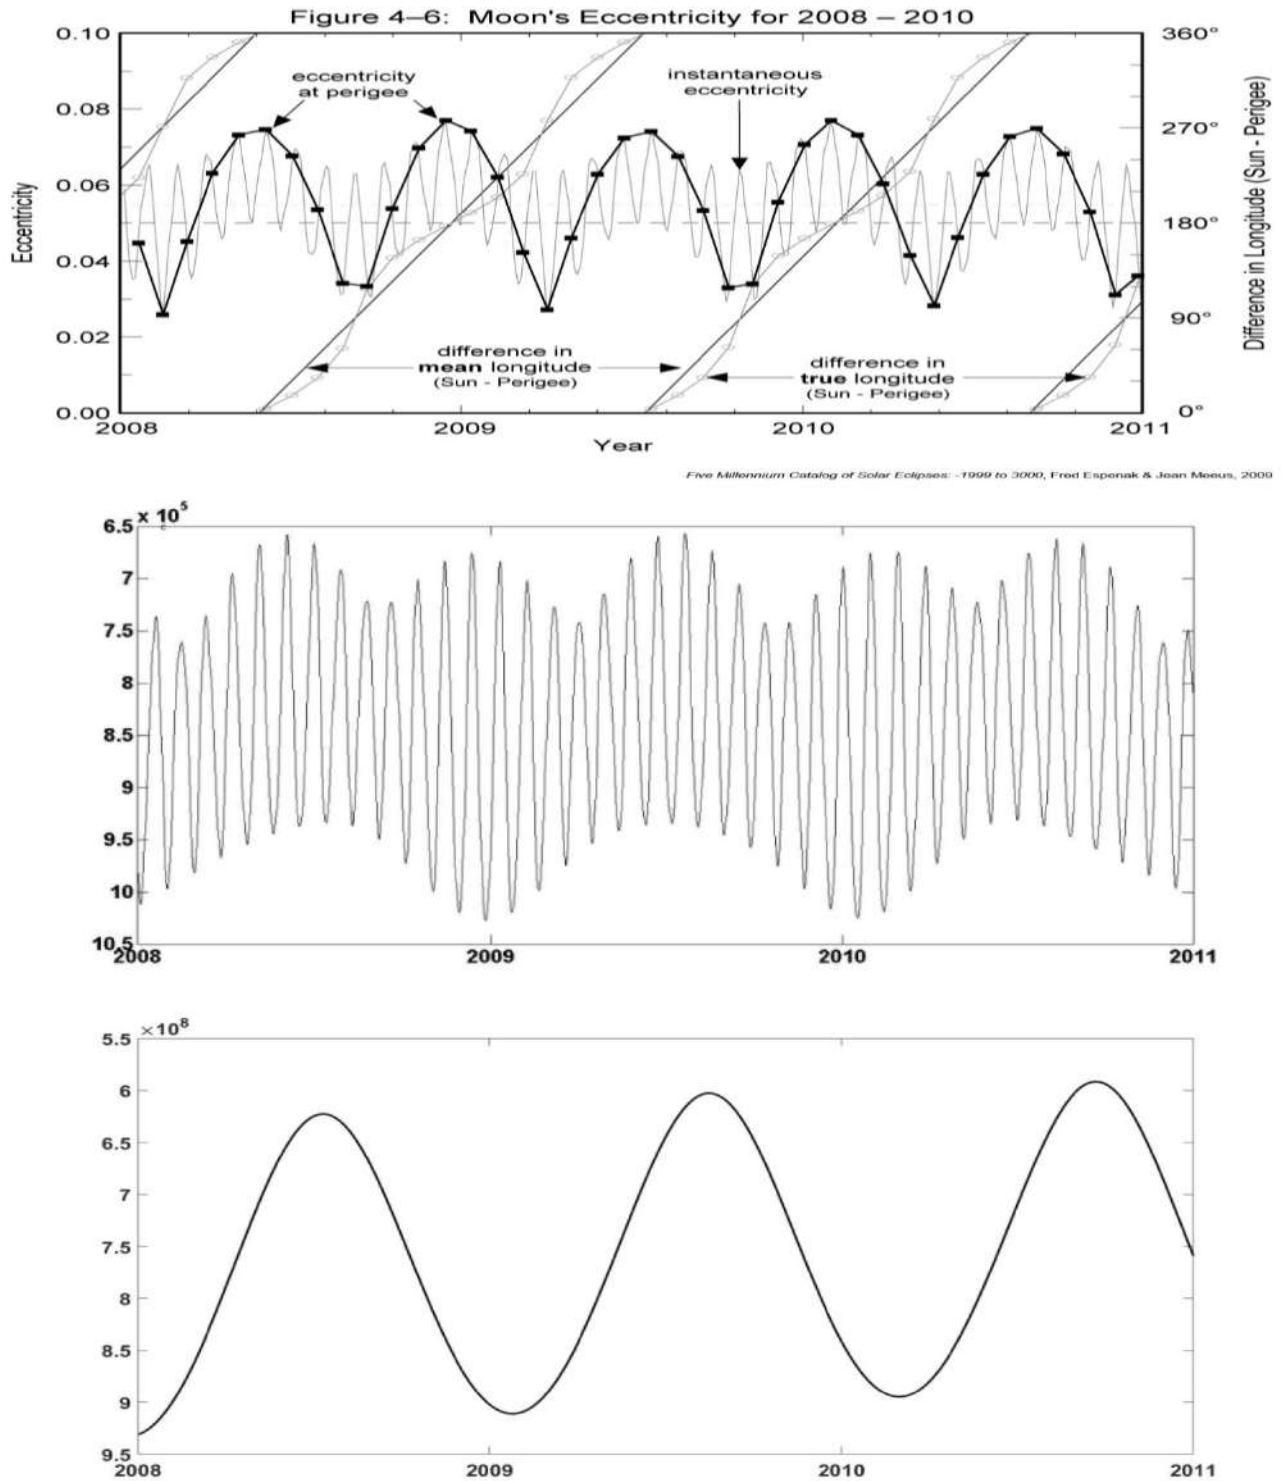 Figure 4–6: Moon's Eccentricity for 2008 – 2010
0.10
0.08
0.06
0.04
0.02
0.00
Eccentricity
eccentricity
at perigee
instantaneous
eccentricity
difference in
mean longitude
(Sun - Perigee)
difference in
true longitude
(Sun - Perigee)
360°
270°
180°
90°
0°
Difference in Longitude (Sun - Perigee)
2008
2009
2010
2011
Year
Five Millennium Catalog of Solar Eclipses: -1999 to 3000, Fred Espenak & Jean Meeus, 2009
x 10⁵
6.5
7
7.5
8
8.5
9
9.5
10
10.5
2008
2009
2010
2011
×10⁸
5.5
6
6.5
7
7.5
8
8.5
9
9.5
2008
2009
2010
2011